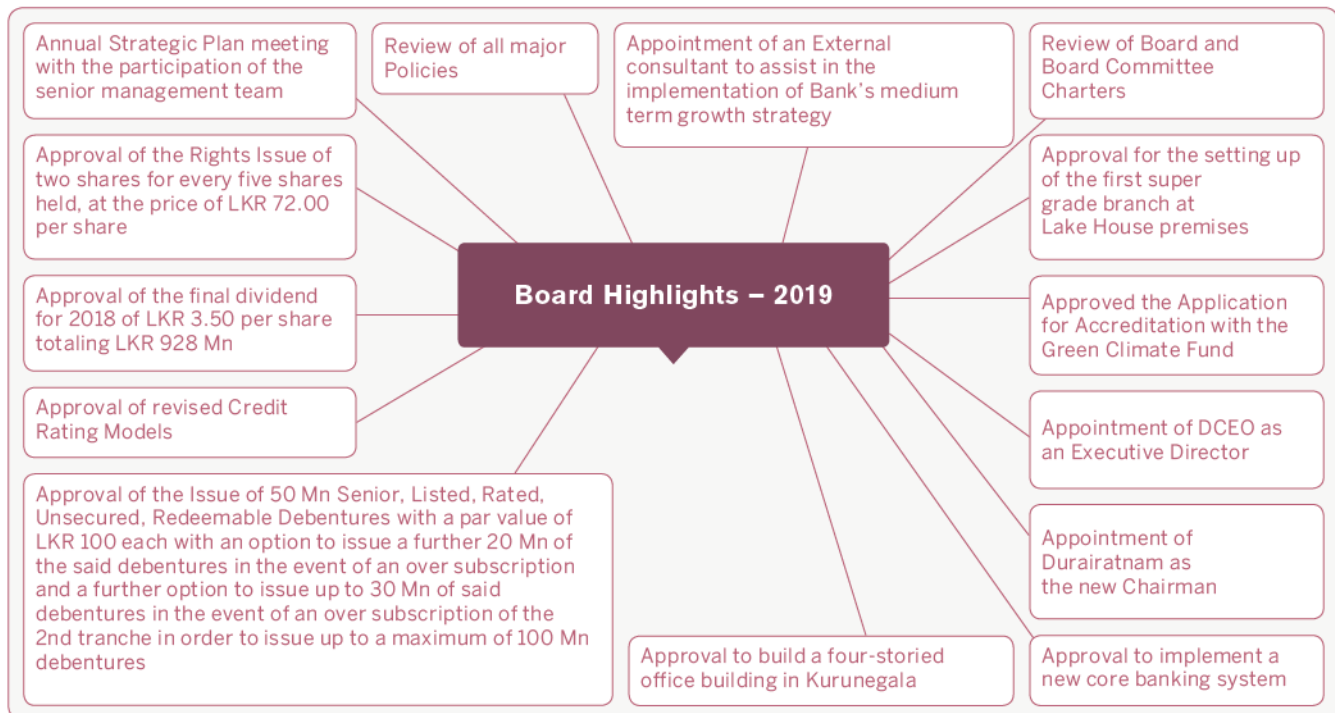 Annual Strategic Plan meeting
with the participation of the
senior management team
Review of all major
Policies
Appointment of an External
consultant to assist in the
implementation of Bank's medium
term growth strategy
Review of Board and
Board Committee
Charters
Approval of the Rights Issue of
two shares for every five shares
held, at the price of LKR 72.00
per share
Approval for the setting up
of the first super
grade branch at
Lake House premises
Board Highlights – 2019
Approval of the final dividend
for 2018 of LKR 3.50 per share
totaling LKR 928 Mn
Approved the Application
for Accreditation with the
Green Climate Fund
Approval of revised Credit
Rating Models
Appointment of DCEO as
an Executive Director
Approval of the Issue of 50 Mn Senior, Listed, Rated,
Unsecured, Redeemable Debentures with a par value of
LKR 100 each with an option to issue a further 20 Mn of
the said debentures in the event of an over subscription
and a further option to issue up to 30 Mn of said
debentures in the event of an over subscription of the
2nd tranche in order to issue up to a maximum of 100 Mn
debentures
Appointment of
Durairatnam as
the new Chairman
Approval to build a four-storied
office building in Kurunegala
Approval to implement a
new core banking system